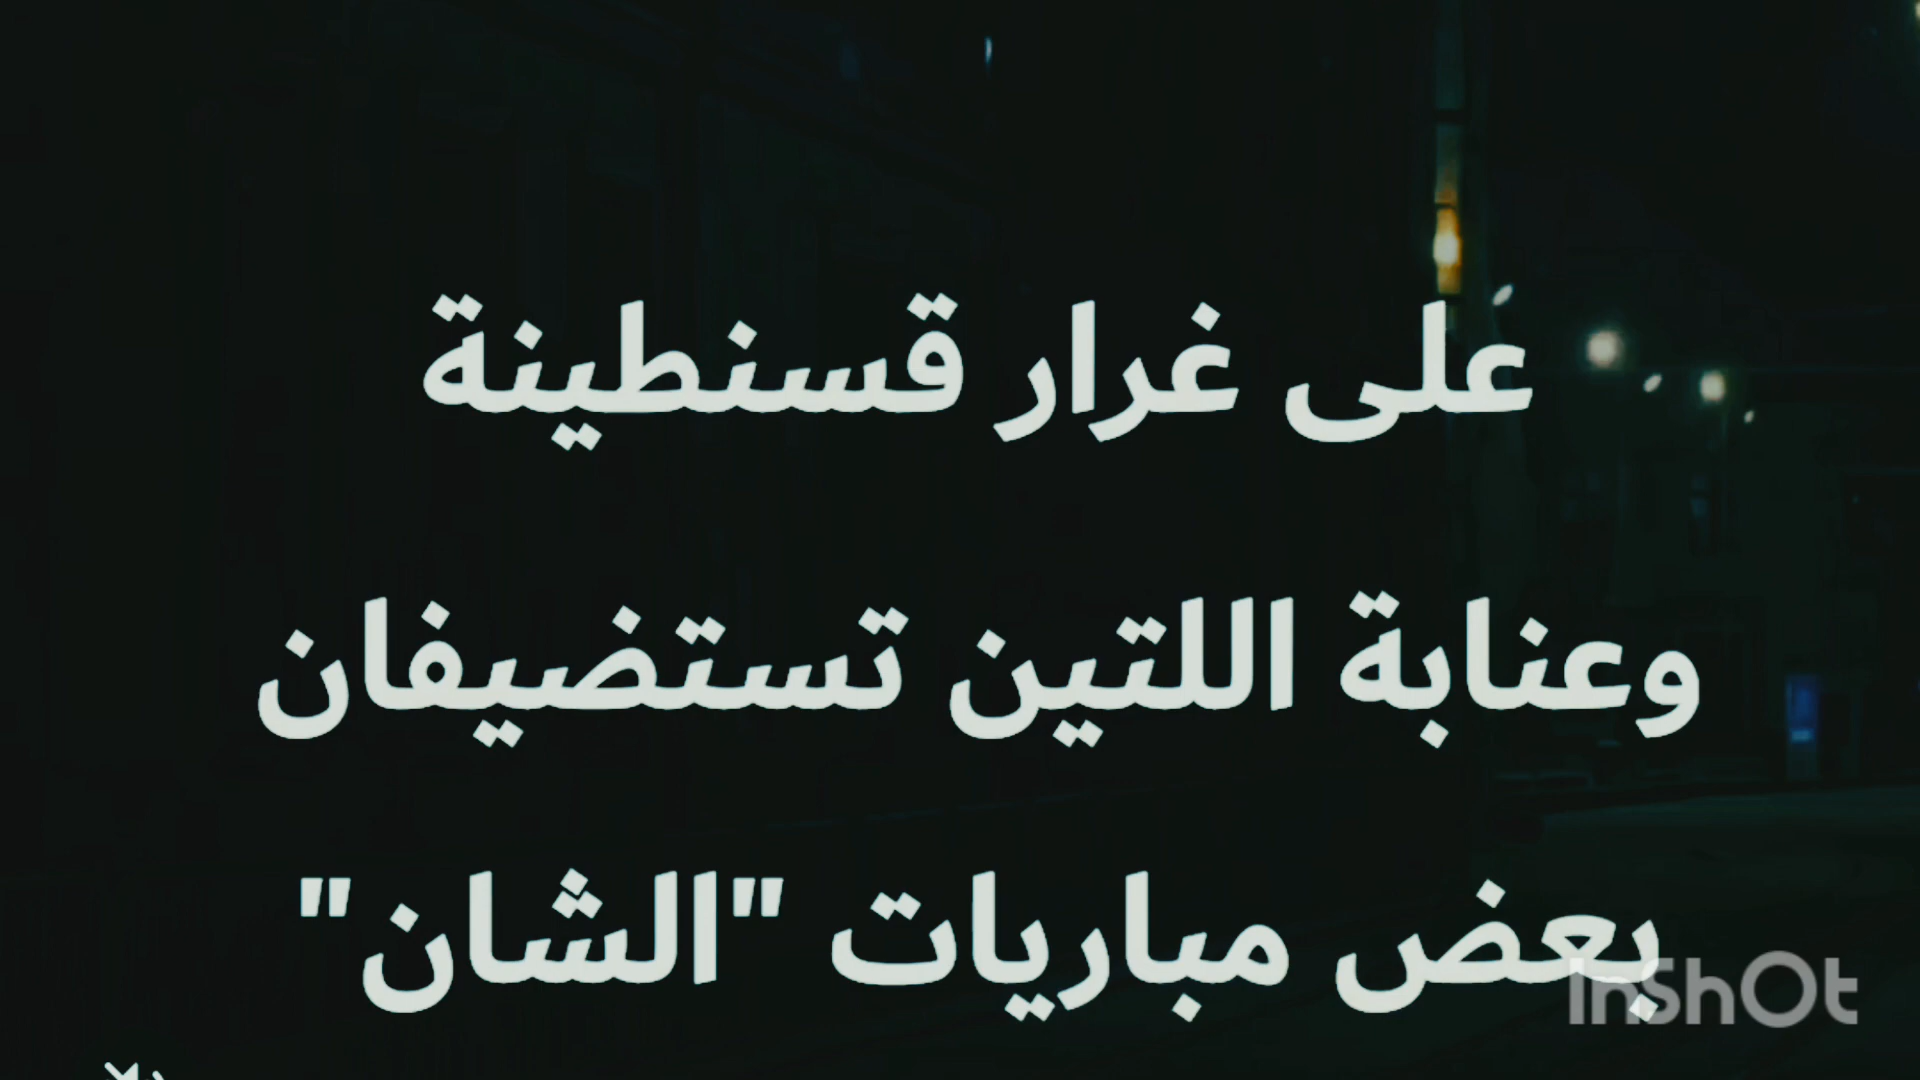 على غرار قسنطينة
وعنابة اللتين تستضيفان
بعض مباريات "الشان"
InShOt